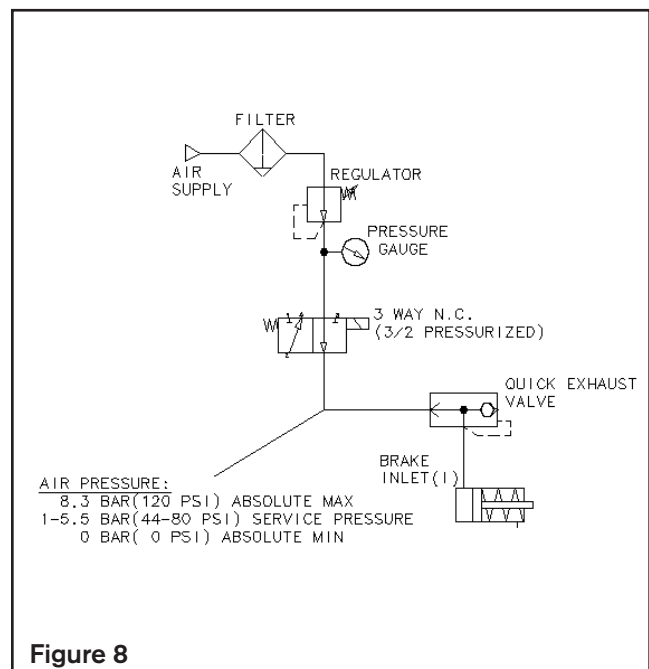 FILTER
AIR
SUPPLY
REGULATOR
PRESSURE
GAUGE
3 WAY N.C.
(3/2 PRESSURIZED)
QUICK EXHAUST
VALVE
BRAKE
INLET(1)
AIR PRESSURE:
8.3 BAR(120 PSI) ABSOLUTE MAX
1-5.5 BAR(44-80 PSI) SERVICE PRESSURE
0 BAR( 0 PSI) ABSOLUTE MIN
Figure 8